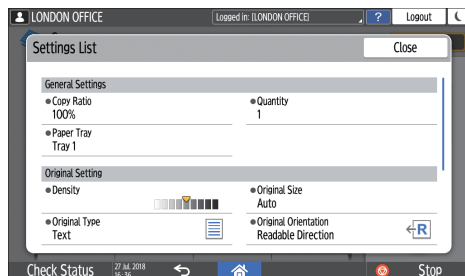 LONDON OFFICE
Logged in: [LONDON OFFICE]
?
Logout
Settings List
Close
General Settings
●Copy Ratio
100%
●Quantity
1
●Paper Tray
Tray 1
Original Setting
●Density
●Original Size
Auto
●Original Type
Text
●Original Orientation
Readable Direction
←R
Check Status
27 Jul. 2018
16:36
Stop